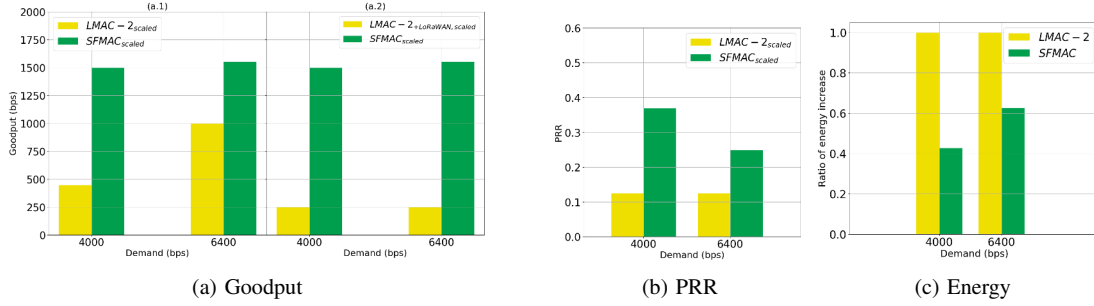 (a.1)
(a.2)
2000
1750
1500
1250
1000
750
500
250
0
Goodput (bps)
LMAC−2scaled
SFMACscaled
LMAC−2+LoRaWAN, scaled
SFMACscaled
4000
6400
4000
6400
Demand (bps)
Demand (bps)
(a) Goodput
0.6
0.5
0.4
0.3
0.2
0.1
0.0
PRR
LMAC−2scaled
SFMACscaled
4000
6400
Demand (bps)
(b) PRR
1.0
0.8
0.6
0.4
0.2
0.0
Ratio of energy increase
LMAC−2
SFMAC
4000
6400
Demand (bps)
(c) Energy